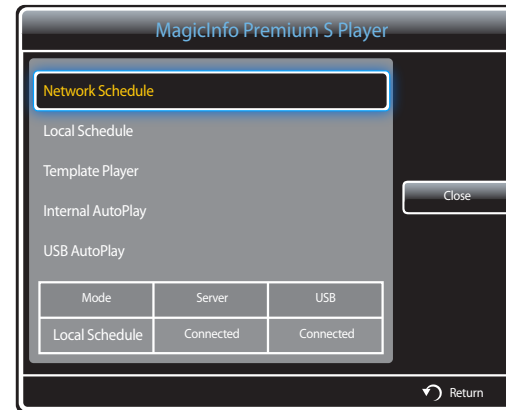 MagicInfo Premium S Player
Network Schedule
Local Schedule
Template Player
Internal AutoPlay
USB AutoPlay
Close
Mode Server USB
Local Schedule Connected Connected
Return